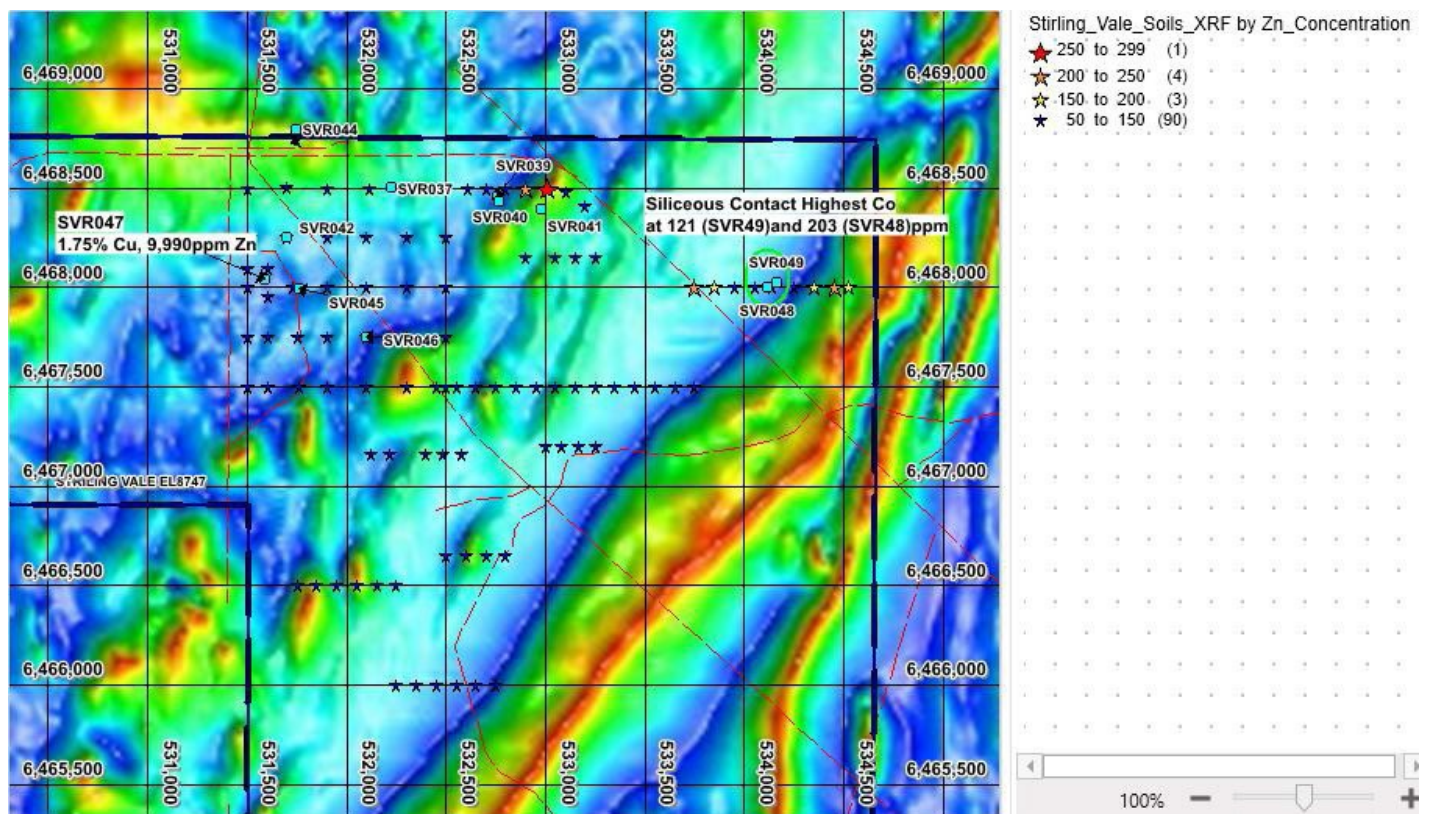 Stirling_Vale_Soils_XRF by Zn_Concentration
250 to 299 (1)
200 to 250 (4)
150 to 200 (3)
50 to 150 (90)
531,000
531,500
532,000
532,500
533,000
533,500
534,000
534,500
6,469,000
6,469,000
SVR044
6,468,500
SVR039
6,468,500
SVR037
SVR040
SVR041
Siliceous Contact Highest Co
at 121 (SVR49)and 203 (SVR48)ppm
SVR047
1.75% Cu, 9,990ppm Zn
SVR042
6,468,000
SVR049
6,468,000
SVR045
SVR048
SVR046
6,467,500
6,467,500
6,467,000
6,467,000
STRILING VALE EL8747
6,466,500
6,466,500
6,466,000
6,466,000
6,465,500
6,465,500
531,000
531,500
532,000
532,500
533,000
533,500
534,000
534,500
100%